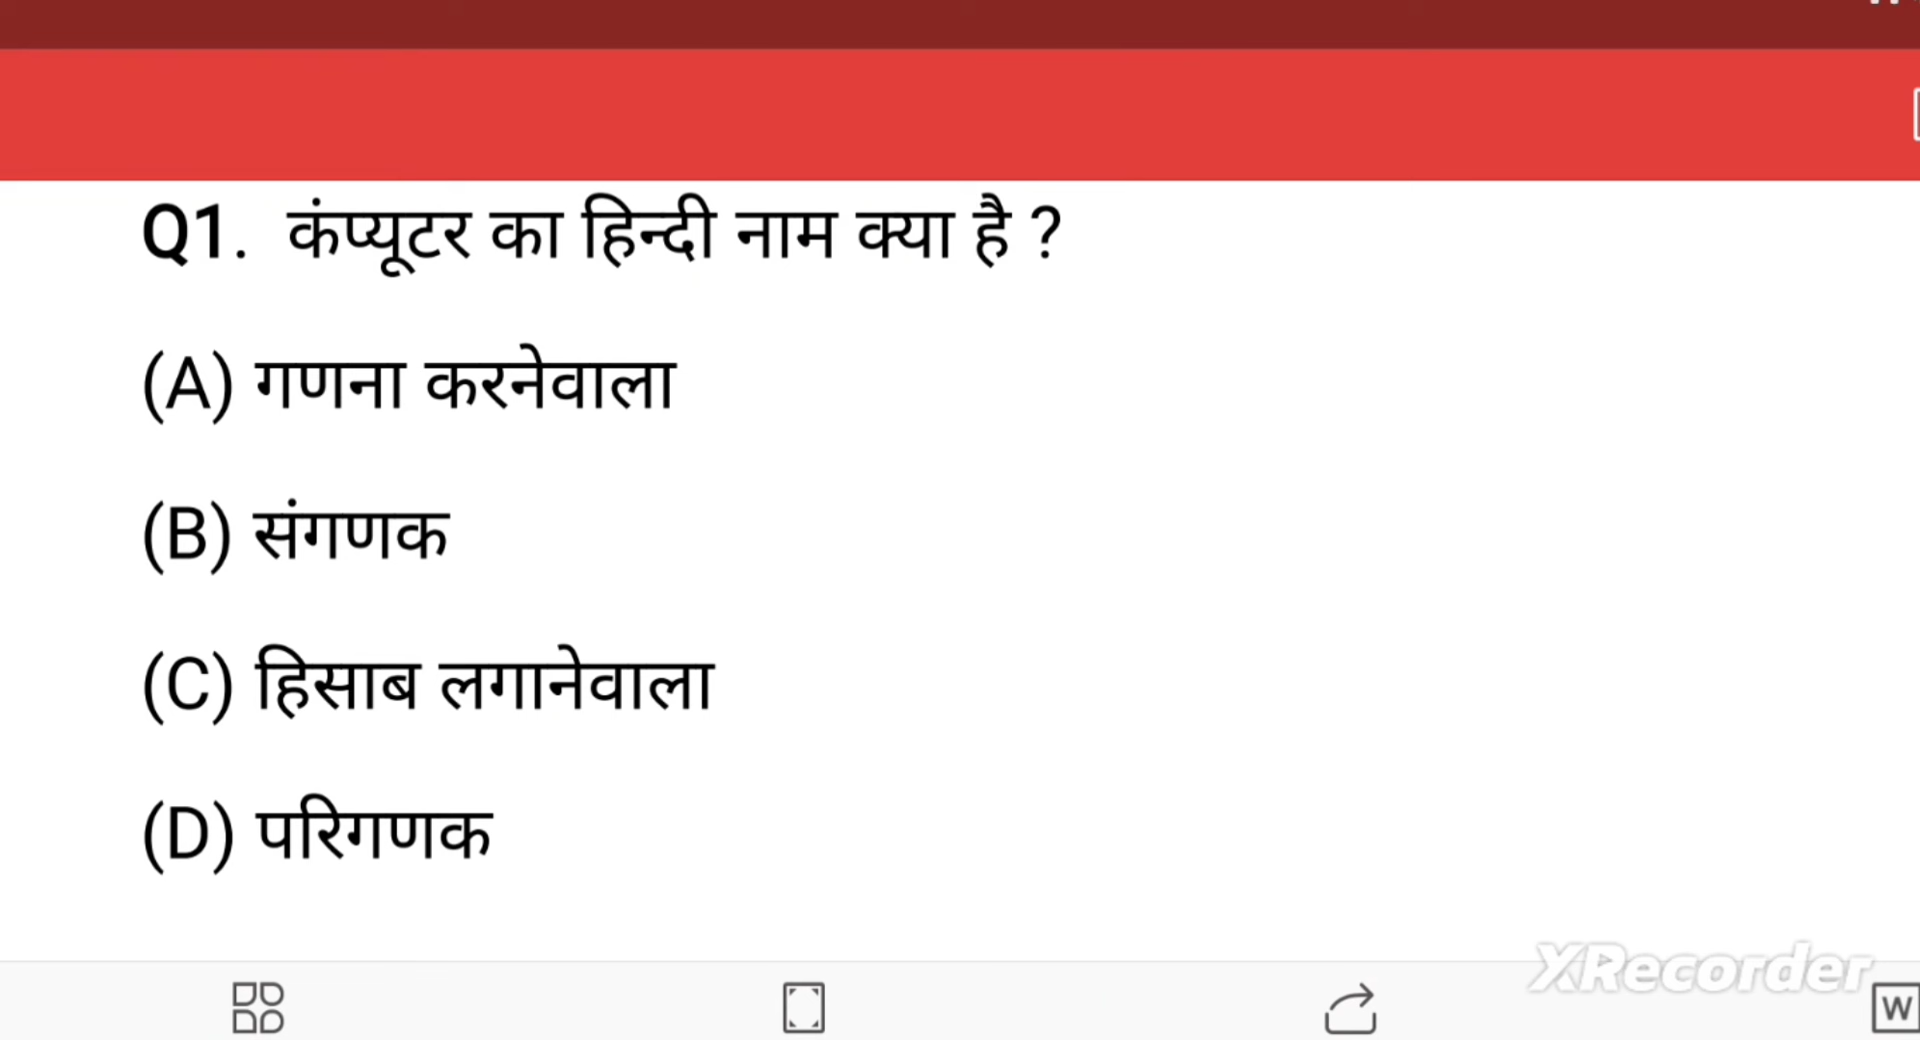 Q1. कंप्यूटर का हिन्दी नाम क्या है ?
(A) गणना करनेवाला
(B) संगणक
(C) हिसाब लगानेवाला
(D) परिगणक
XRecorder
W